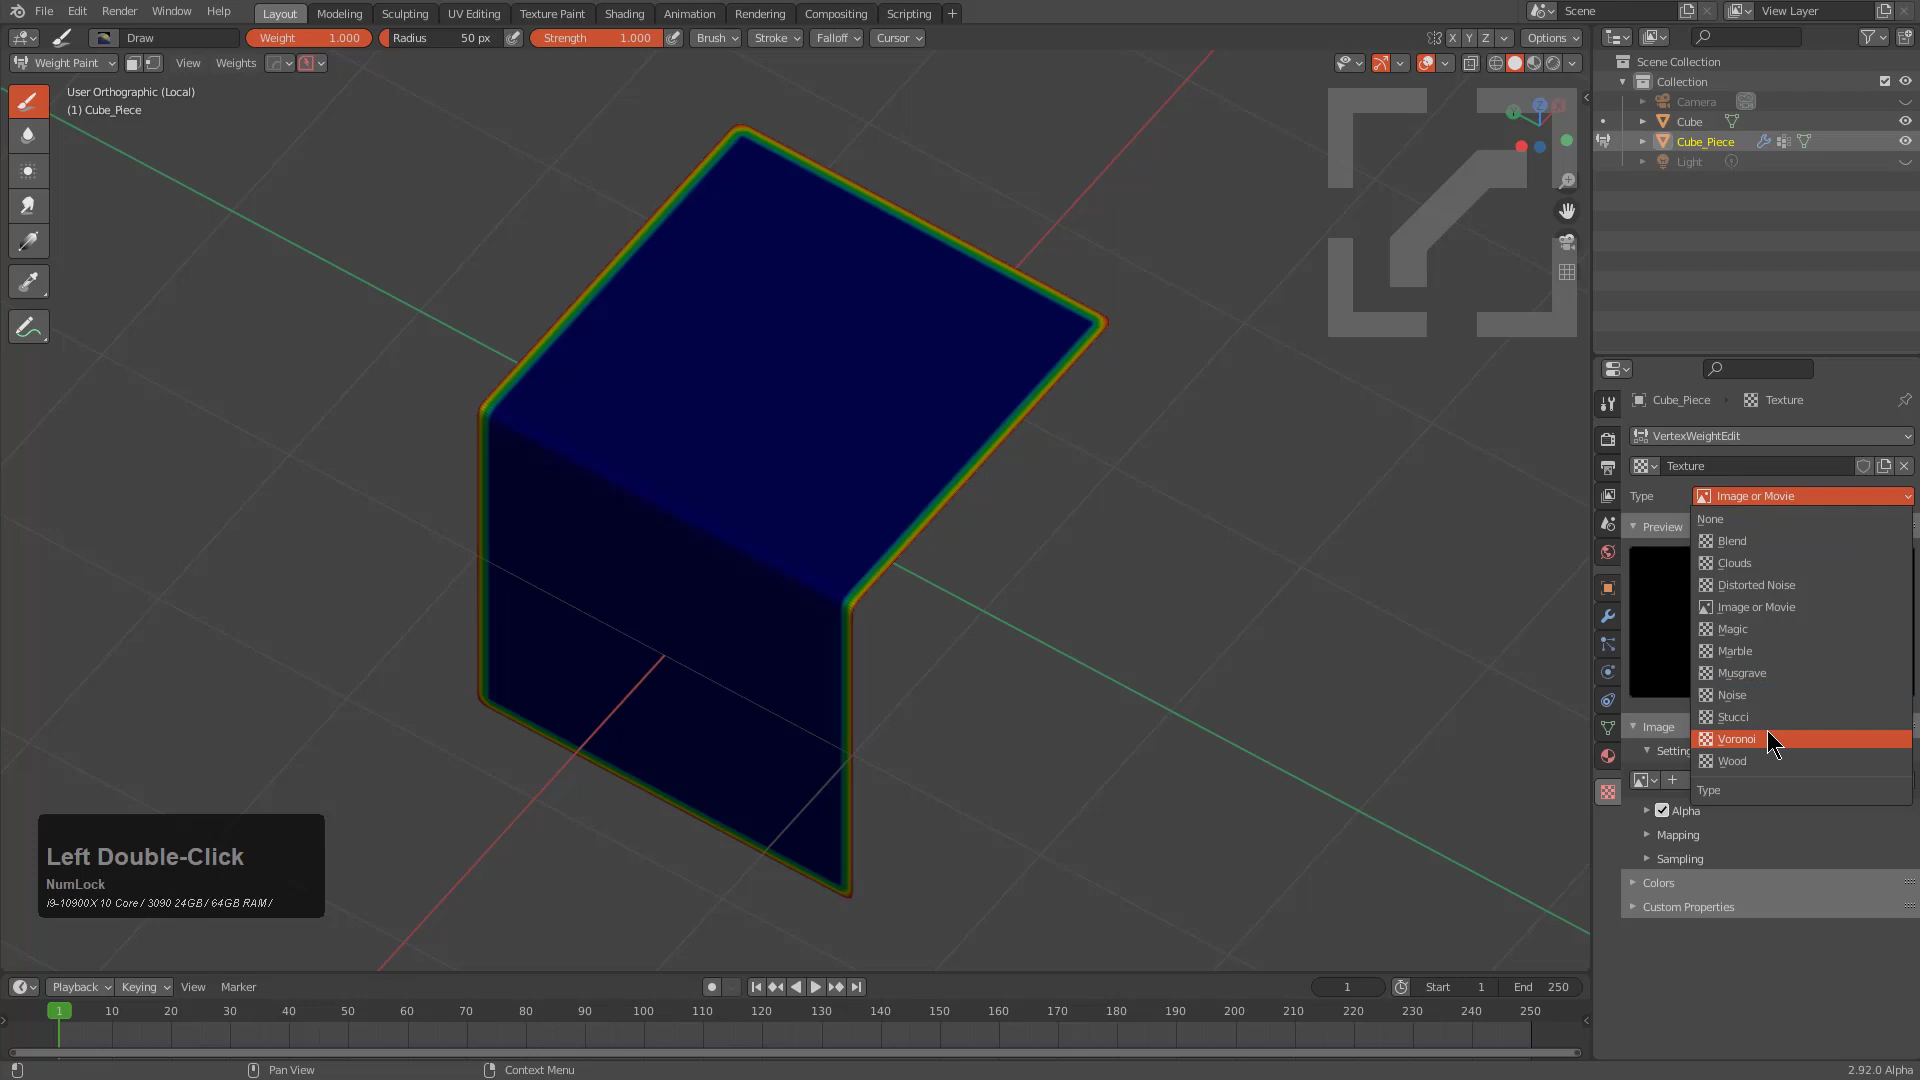 File Edit Render Window Help Layout Modeling Sculpting UV Editing Texture Paint Shading Animation Rendering Compositing Scripting + Scene View Layer
Draw Weight 1.000 Radius 50 px Strength 1.000 Brush Stroke Falloff Cursor X Y Z Options
Weight Paint View Weights
User Orthographic (Local)
(1) Cube_Piece
Scene Collection
Collection
Camera
Cube
Cube_Piece
Light
Cube_Piece Texture
VertexWeightEdit
Texture
Type Image or Movie
None
Preview
Blend
Clouds
Distorted Noise
Image or Movie
Magic
Marble
Musgrave
Noise
Stucci
Image
Voronoi
Setting
Wood
Type
Alpha
Mapping
Sampling
Colors
Custom Properties
Left Double-Click
NumLock
i9-10900X 10 Core / 3090 24GB / 64GB RAM /
Playback Keying View Marker 1 Start 1 End 250
1 10 20 30 40 50 60 70 80 90 100 110 120 130 140 150 160 170 180 190 200 210 220 230 240 250
Pan View Context Menu 2.92.0 Alpha